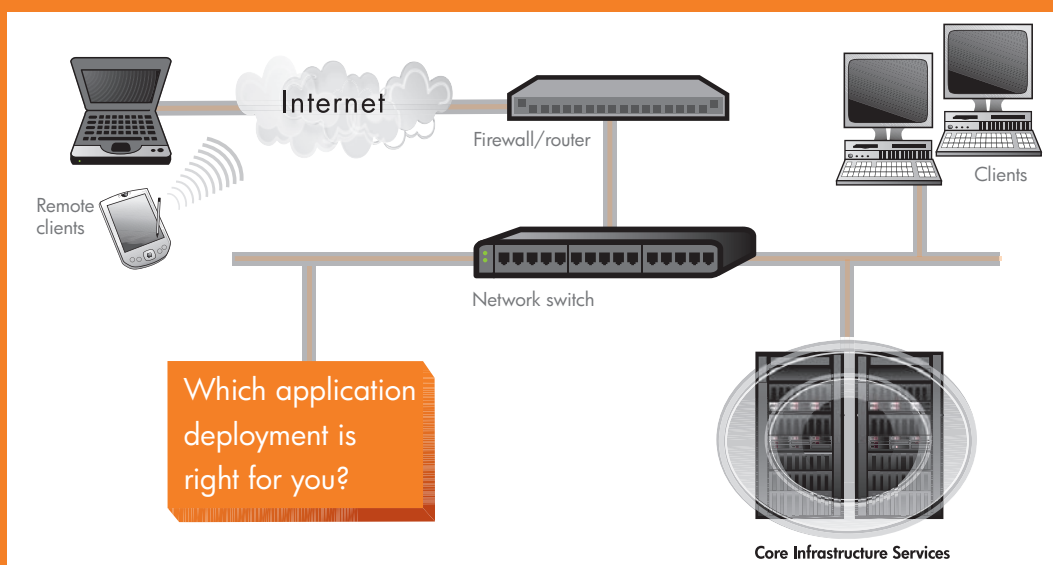 Internet
Firewall/router
Clients
Remote
clients
Network switch
Which application
deployment is
right for you?
Core Infrastructure Services